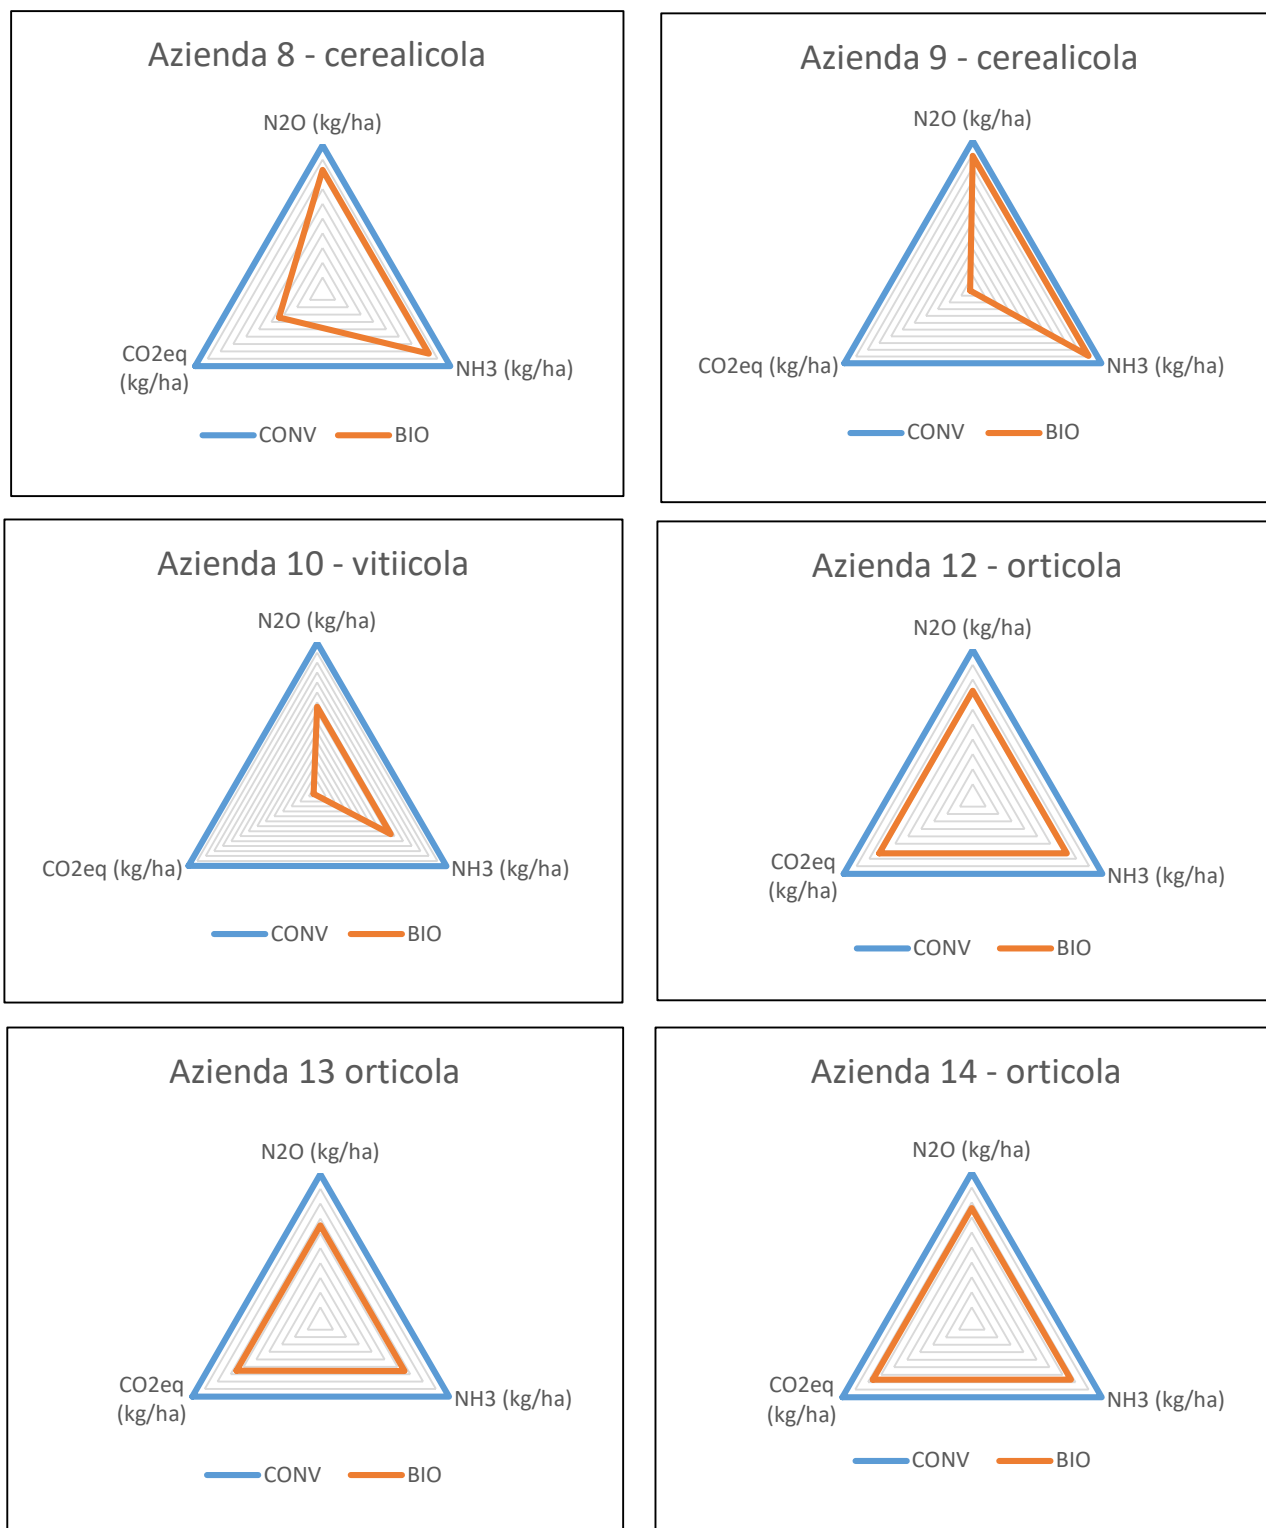 Azienda 8 - cerealicola
N2O (kg/ha)
CO2eq
(kg/ha)
NH3 (kg/ha)
CONV
BIO
Azienda 9 - cerealicola
N2O (kg/ha)
CO2eq (kg/ha)
NH3 (kg/ha)
CONV
BIO
Azienda 10 - vitiicola
N2O (kg/ha)
CO2eq (kg/ha)
NH3 (kg/ha)
CONV
BIO
Azienda 12 - orticola
N2O (kg/ha)
CO2eq
(kg/ha)
NH3 (kg/ha)
CONV
BIO
Azienda 13 orticola
N2O (kg/ha)
CO2eq
(kg/ha)
NH3 (kg/ha)
CONV
BIO
Azienda 14 - orticola
N2O (kg/ha)
CO2eq
(kg/ha)
NH3 (kg/ha)
CONV
BIO